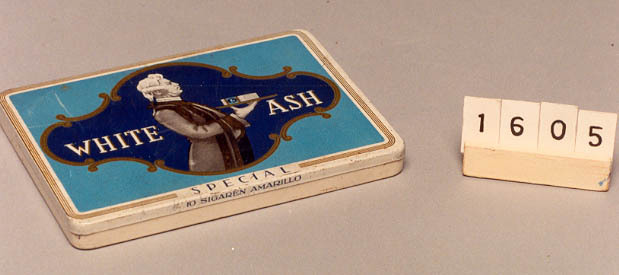 WHITE ASH
SPECIAL
10 SIGAREN AMARILLO
1605